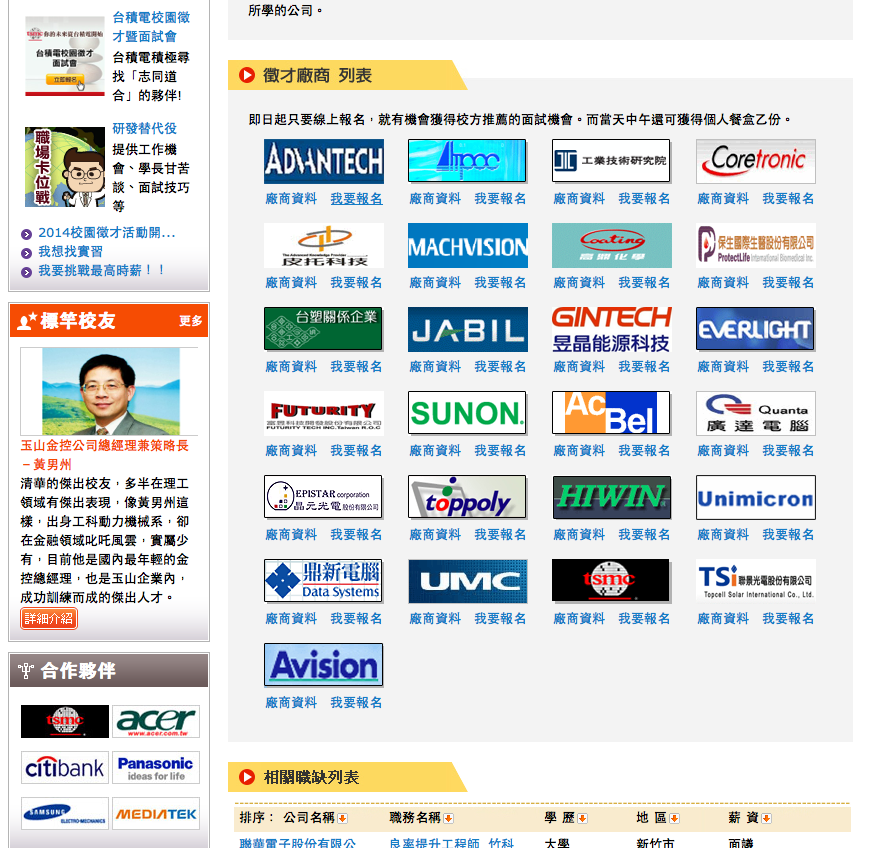 台積電校園徵
才暨面試會
台積電積極尋
找「志同道
合」的夥伴!
tsmc 你的未來從台積電開始
台積電校園徵才
面試會
立即報名
職場卡位戰
研發替代役
提供工作機
會、學長甘苦
談、面試技巧
等
2014校園徵才活動開...
我想找實習
我要挑戰最高時薪！！
標竿校友
更多
玉山金控公司總經理兼策略長
－黃男州
清華的傑出校友，多半在理工
領域有傑出表現，像黃男州這
樣，出身工科動力機械系，卻
在金融領域叱吒風雲，實屬少
有，目前他是國內最年輕的金
控總經理，也是玉山企業內，
成功訓練而成的傑出人才。
詳細介紹
合作夥伴
tsmc acer
www.acer.com.tw
citibank Panasonic
ideas for life
SAMSUNG
ELECTRO-MECHANICS
MEDIATEK
所學的公司。
徵才廠商 列表
即日起只要線上報名，就有機會獲得校方推薦的面試機會。而當天中午還可獲得個人餐盒乙份。
ADVANTECH
工業技術研究院
Coretronic
廠商資料 我要報名 廠商資料 我要報名 廠商資料 我要報名 廠商資料 我要報名
The Advanced Knowledge Provider
皮托科技
MACHVISION
Coating
高鼎化學
保生國際生醫股份有限公司
ProtectLife International Biomedical Inc.
廠商資料 我要報名 廠商資料 我要報名 廠商資料 我要報名 廠商資料 我要報名
台塑關係企業
JABIL
GINTECH
昱晶能源科技
EVERLIGHT
廠商資料 我要報名 廠商資料 我要報名 廠商資料 我要報名 廠商資料 我要報名
FUTURITY
FUTURITY TECH INC.Taiwan R.O.C
SUNON.
AcBel
Quanta
廣達電腦
廠商資料 我要報名 廠商資料 我要報名 廠商資料 我要報名 廠商資料 我要報名
EPISTAR corporation
晶元光電 股份有限公司
toppoly
HIWIN
Unimicron
廠商資料 我要報名 廠商資料 我要報名 廠商資料 我要報名 廠商資料 我要報名
鼎新電腦
Data Systems
UMC
tsmc
TSi 聯景光電股份有限公司
Topcell Solar International Co., Ltd.
廠商資料 我要報名 廠商資料 我要報名 廠商資料 我要報名 廠商資料 我要報名
Avision
廠商資料 我要報名
相關職缺列表
排序： 公司名稱 職務名稱 學 歷 地 區 薪 資
聯華電子股份有限公 良率提升工程師_竹科 大學 新竹市 面議